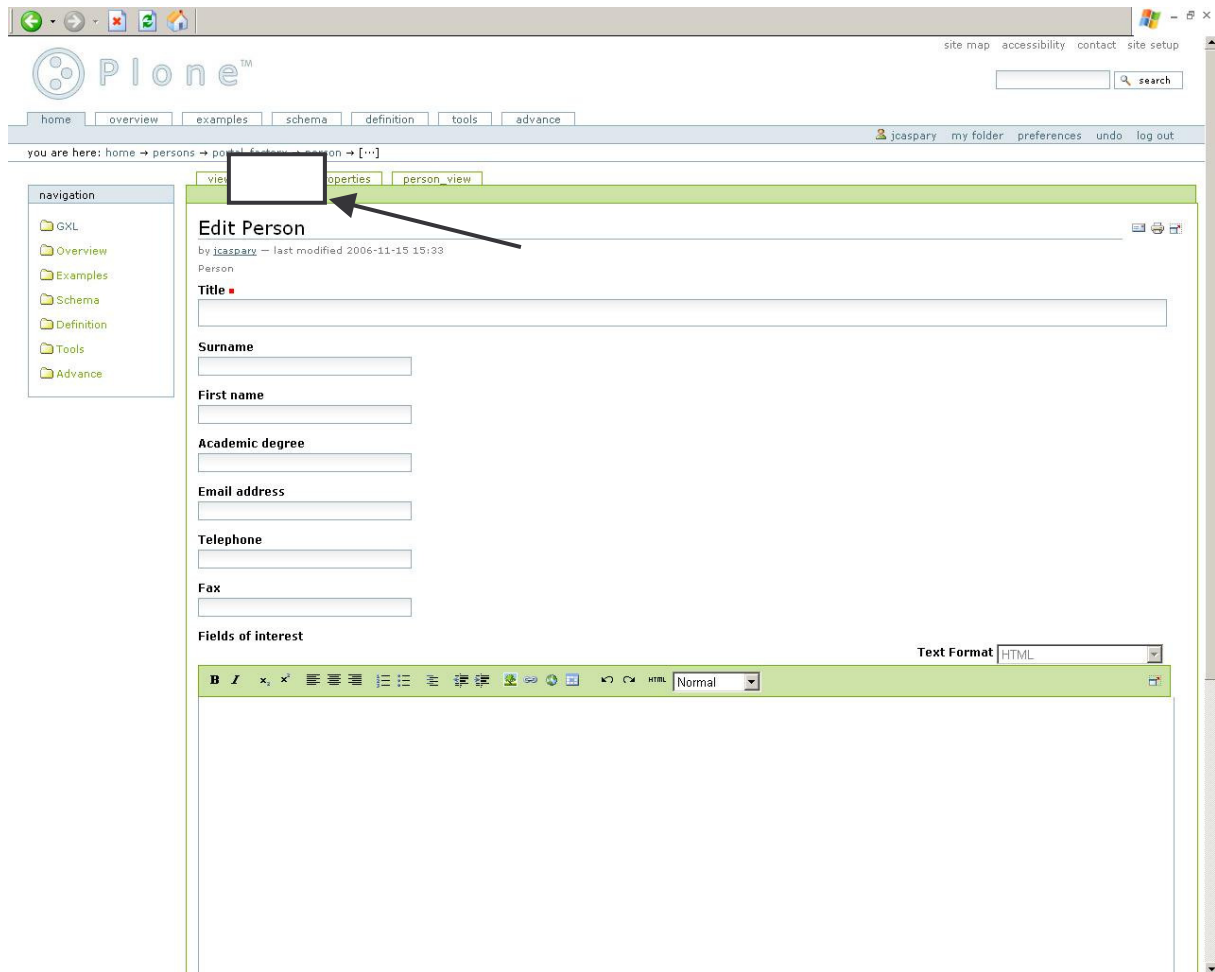 site map accessibility contact site setup
Plone™
search
home overview examples schema definition tools advance
jcaspary my folder preferences undo log out
you are here: home → persons → person → [···]
person_view
navigation
GXL
Overview
Examples
Schema
Definition
Tools
Advance
Edit Person
by jcaspary — last modified 2006-11-15 15:33
Person
Title
Surname
First name
Academic degree
Email address
Telephone
Fax
Fields of interest
Text Format HTML
B I x₂ x² HTML Normal